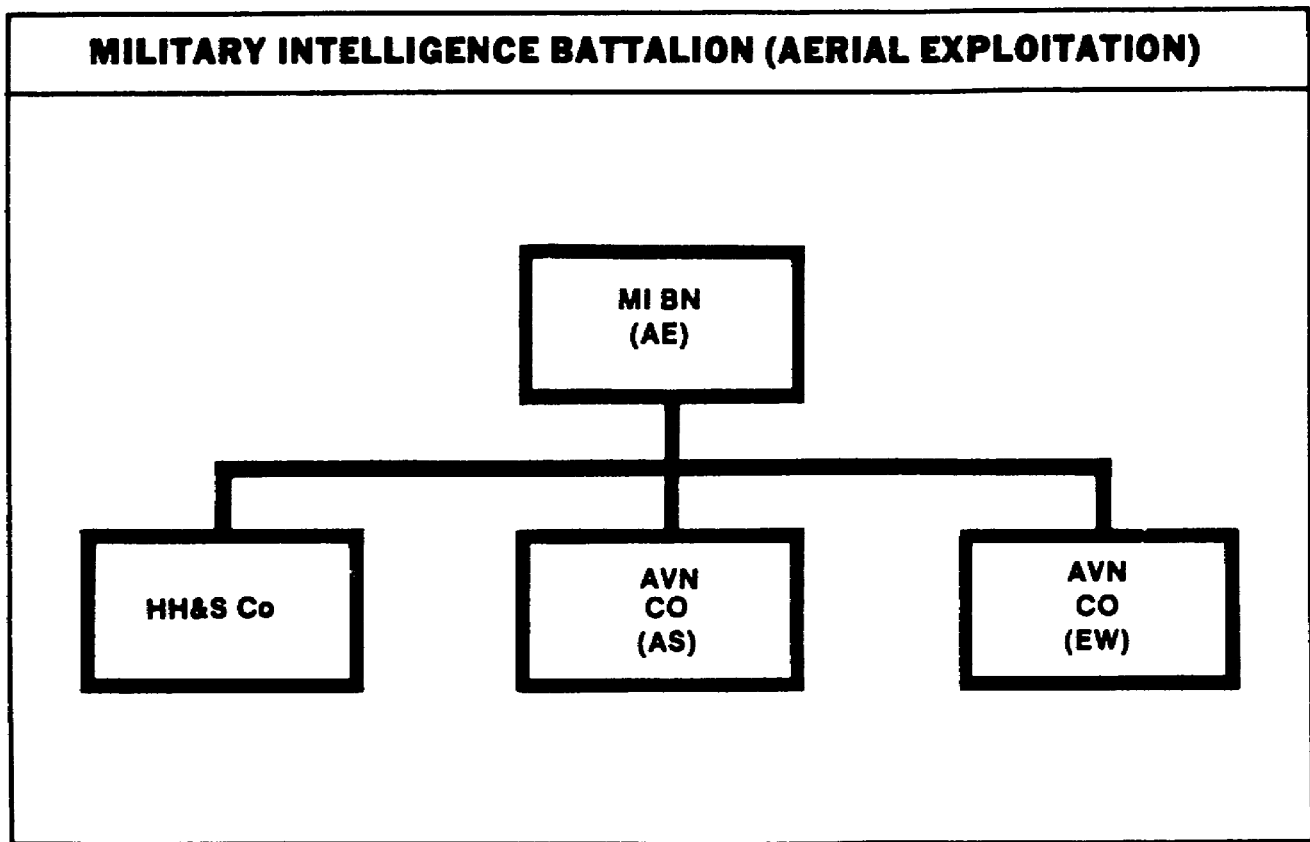 MILITARY INTELLIGENCE BATTALION (AERIAL EXPLOITATION)
MI BN
(AE)
HH&S Co
AVN
CO
(AS)
AVN
CO
(EW)